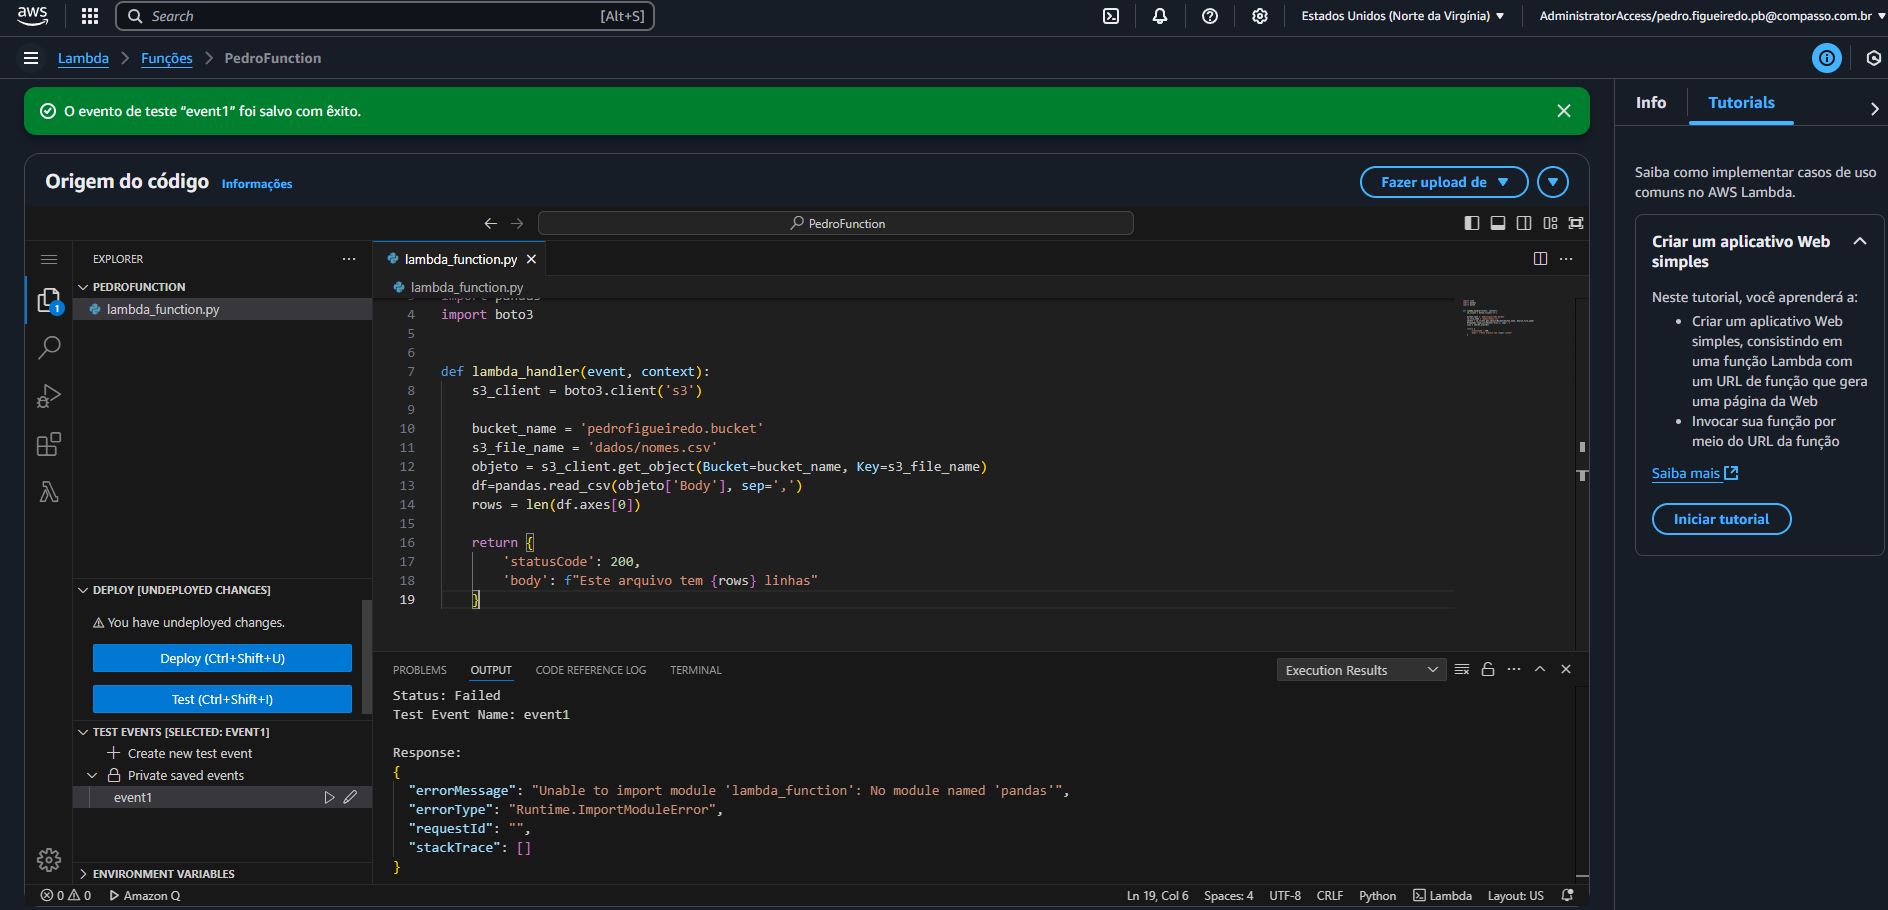 aws
Search
[Alt+S]
Estados Unidos (Norte da Virgínia)
AdministratorAccess/pedro.figueiredo.pb@compasso.com.br
Lambda
Funções
PedroFunction
O evento de teste “event1” foi salvo com êxito.
Origem do código Informações
Fazer upload de
PedroFunction
EXPLORER
PEDROFUNCTION
lambda_function.py
1
DEPLOY [UNDEPLOYED CHANGES]
You have undeployed changes.
Deploy (Ctrl+Shift+U)
Test (Ctrl+Shift+I)
TEST EVENTS [SELECTED: EVENT1]
Create new test event
Private saved events
event1
ENVIRONMENT VARIABLES
lambda_function.py
lambda_function.py
3 import pandas
4 import boto3
5
6
7 def lambda_handler(event, context):
8 s3_client = boto3.client('s3')
9
10 bucket_name = 'pedrofigueiredo.bucket'
11 s3_file_name = 'dados/nomes.csv'
12 objeto = s3_client.get_object(Bucket=bucket_name, Key=s3_file_name)
13 df=pandas.read_csv(objeto['Body'], sep=',')
14 rows = len(df.axes[0])
15
16 return {
17 'statusCode': 200,
18 'body': f"Este arquivo tem {rows} linhas"
19 }
PROBLEMS
OUTPUT
CODE REFERENCE LOG
TERMINAL
Execution Results
Status: Failed
Test Event Name: event1
Response:
{
"errorMessage": "Unable to import module 'lambda_function': No module named 'pandas'",
"errorType": "Runtime.ImportModuleError",
"requestId": "",
"stackTrace": []
}
0 0 Amazon Q
Ln 19, Col 6 Spaces: 4 UTF-8 CRLF Python Lambda Layout: US
Info
Tutorials
Saiba como implementar casos de uso
comuns no AWS Lambda.
Criar um aplicativo Web
simples
Neste tutorial, você aprenderá a:
• Criar um aplicativo Web
simples, consistindo em
uma função Lambda com
um URL de função que gera
uma página da Web
• Invocar sua função por
meio do URL da função
Saiba mais
Iniciar tutorial